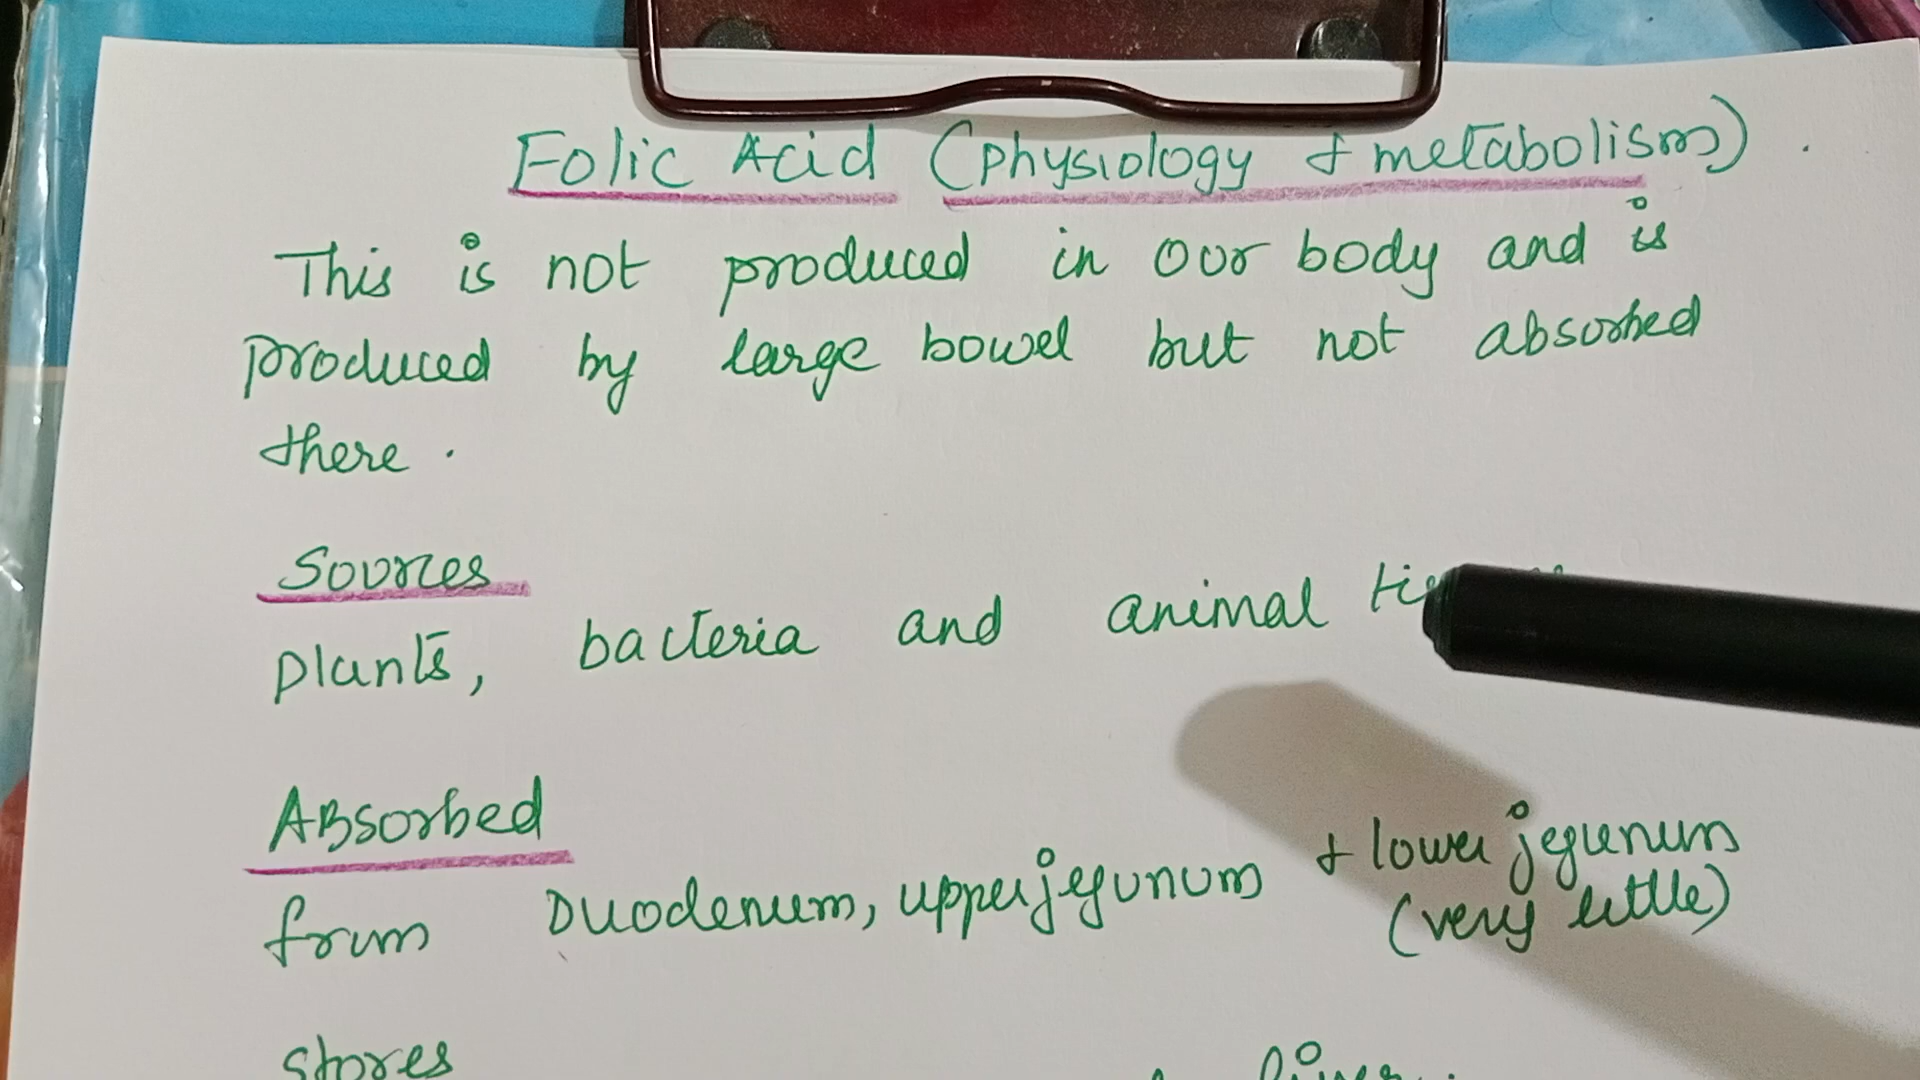 Folic Acid (physiology & metabolism).
This is not produced in our body and is
produced by large bowel but not absorbed
there.
Sources
plants, bacteria and animal
Absorbed
from Duodenum, upper jejunum & lower jejunum
(very little)
stores
liver.